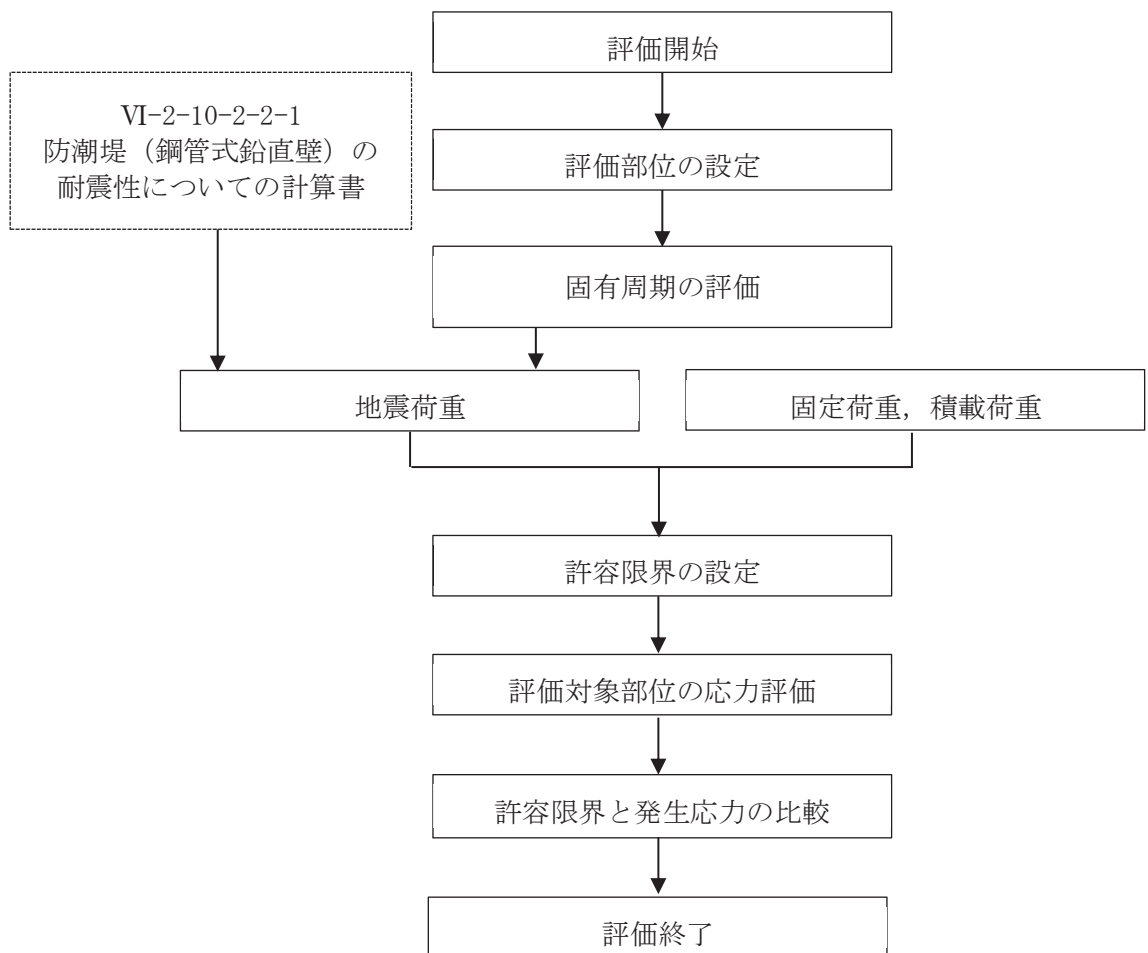 評価開始
Ⅵ-2-10-2-2-1
防潮堤（鋼管式鉛直壁）の
耐震性についての計算書
評価部位の設定
固有周期の評価
地震荷重
固定荷重，積載荷重
許容限界の設定
評価対象部位の応力評価
許容限界と発生応力の比較
評価終了